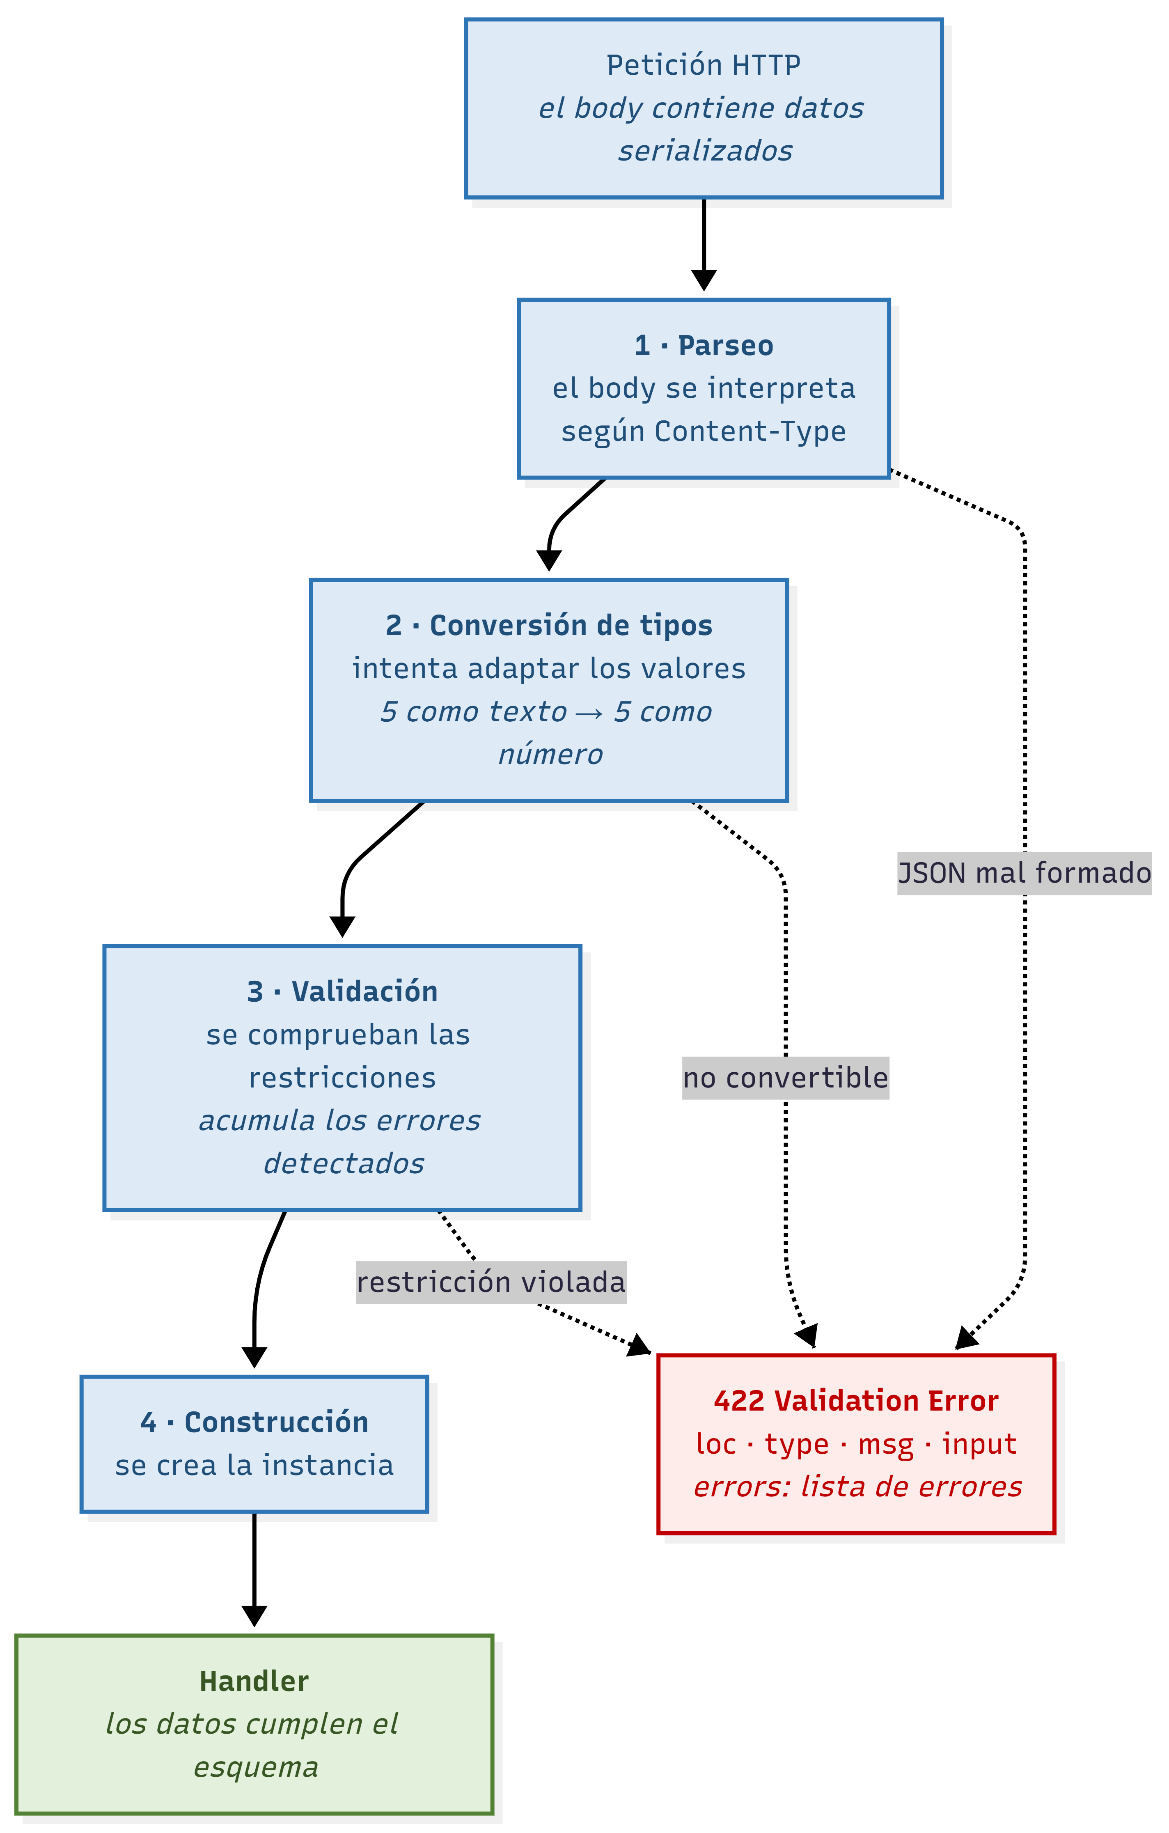 Petición HTTP
el body contiene datos
serializados
1 · Parseo
el body se interpreta
según Content-Type
2 · Conversión de tipos
intenta adaptar los valores
5 como texto → 5 como
número
JSON mal formado
3 · Validación
se comprueban las
restricciones
acumula los errores
detectados
no convertible
restricción violada
4 · Construcción
se crea la instancia
422 Validation Error
loc · type · msg · input
errors: lista de errores
Handler
los datos cumplen el
esquema